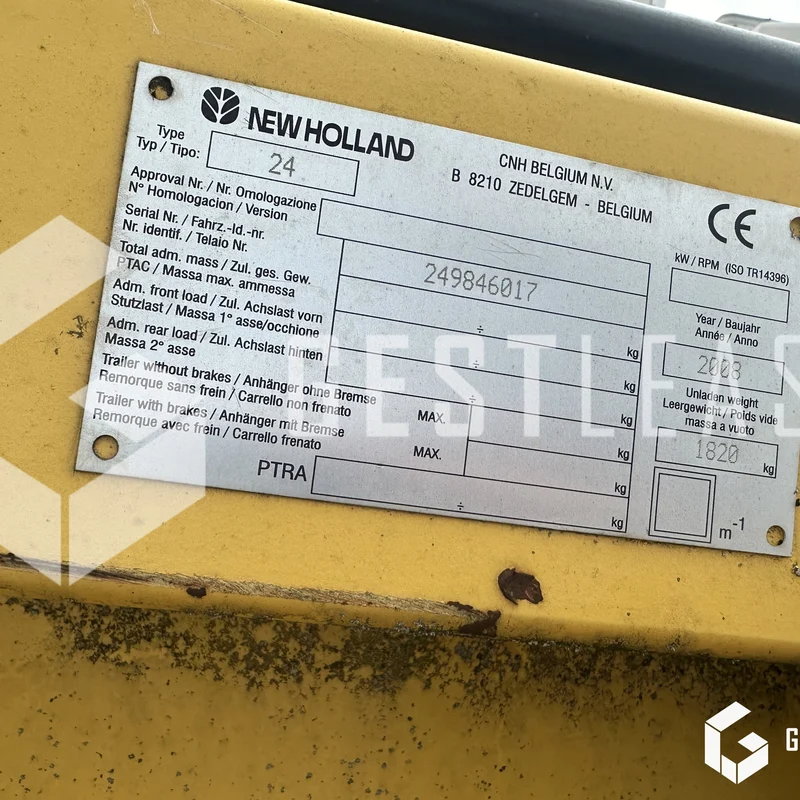 NEW HOLLAND
CNH BELGIUM N.V.
B 8210 ZEDELGEM - BELGIUM
CE
Type
Typ / Tipo:
24
Approval Nr. / Nr. Omologazione
N° Homologacion / Version
Serial Nr. / Fahrz.-Id.-nr.
Nr. identif. / Telaio Nr.
249846017
Total adm. mass / Zul. ges. Gew.
PTAC / Massa max. ammessa
÷ kg
Adm. front load / Zul. Achslast vorn
Stutzlast / Massa 1° asse/occhione
÷ kg
Adm. rear load / Zul. Achslast hinten
Massa 2° asse
÷ kg
Trailer without brakes / Anhänger ohne Bremse
Remorque sans frein / Carrello non frenato
MAX. kg
Trailer with brakes / Anhänger mit Bremse
Remorque avec frein / Carrello frenato
MAX. kg
PTRA ÷ kg
kW / RPM (ISO TR14396)
Year / Baujahr
Année / Anno
2008
Unladen weight
Leergewicht / Poids vide
massa a vuoto
1820 kg
m⁻¹
GESTLEAS
G